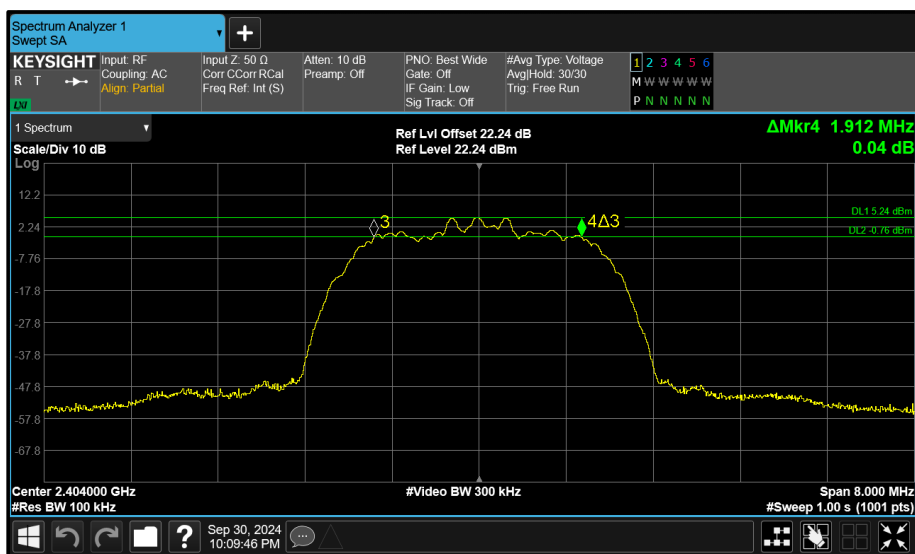 Spectrum Analyzer 1
Swept SA
KEYSIGHT
R T
LXI
Input: RF
Coupling: AC
Align: Partial
Input Z: 50 Ω
Corr CCorr RCal
Freq Ref: Int (S)
Atten: 10 dB
Preamp: Off
PNO: Best Wide
Gate: Off
IF Gain: Low
Sig Track: Off
#Avg Type: Voltage
Avg|Hold: 30/30
Trig: Free Run
1 2 3 4 5 6
M W W W W W
P N N N N N
1 Spectrum
Scale/Div 10 dB
Log
Ref Lvl Offset 22.24 dB
Ref Level 22.24 dBm
ΔMkr4 1.912 MHz
0.04 dB
12.2
2.24
-7.76
-17.8
-27.8
-37.8
-47.8
-57.8
-67.8
3
4Δ3
DL1 5.24 dBm
DL2 -0.76 dBm
Center 2.404000 GHz
#Res BW 100 kHz
#Video BW 300 kHz
Span 8.000 MHz
#Sweep 1.00 s (1001 pts)
?
Sep 30, 2024
10:09:46 PM